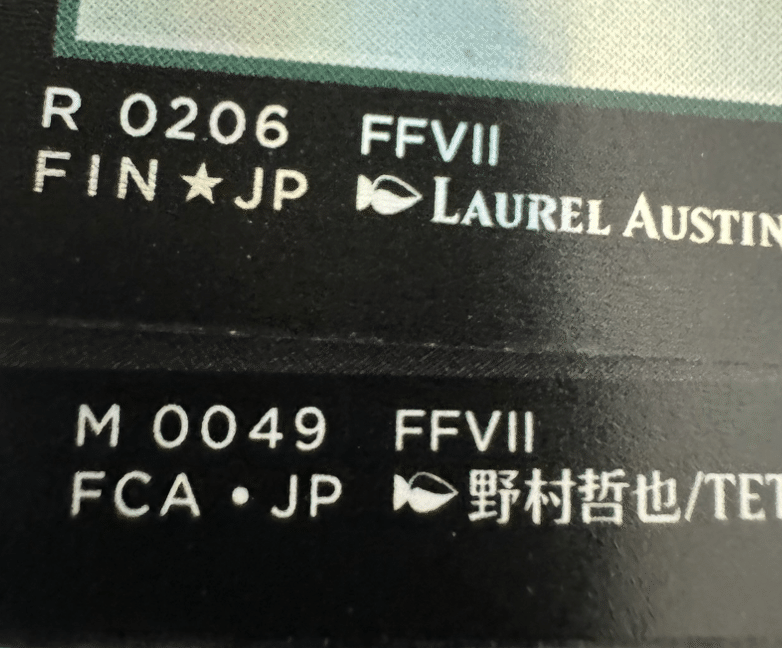 R 0206 FFVII
FIN★JP LAUREL AUSTIN
M 0049 FFVII
FCA • JP 野村哲也/TET